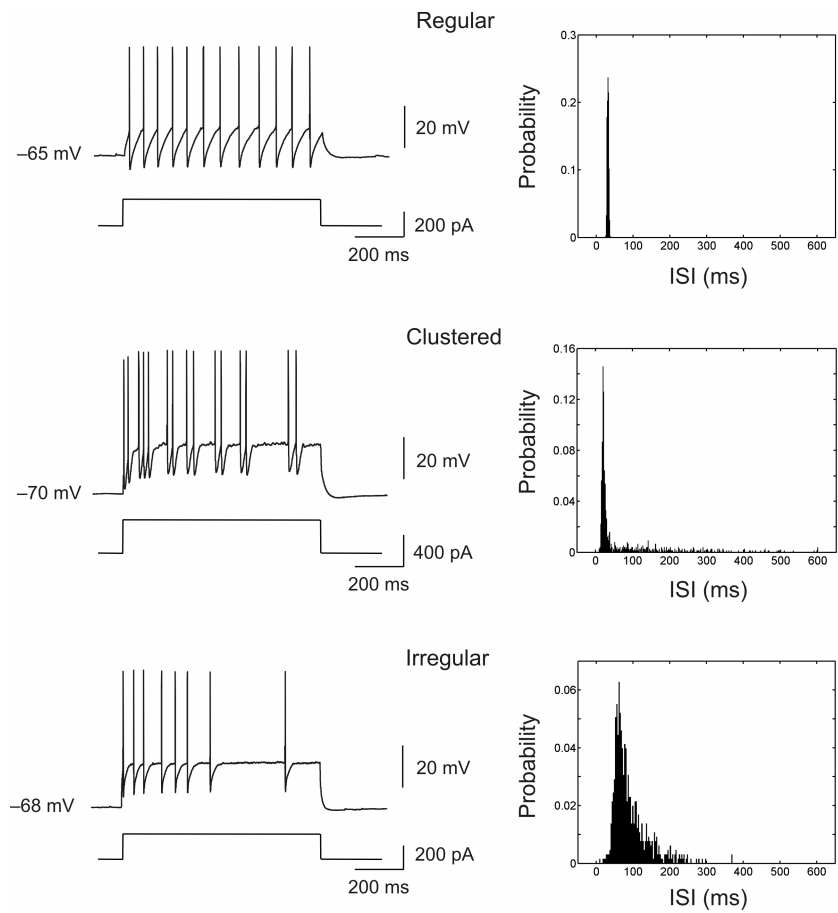 Regular
20 mV
–65 mV
200 pA
200 ms
Probability
0.3
0.2
0.1
0
0 100 200 300 400 500 600
ISI (ms)
Clustered
20 mV
–70 mV
400 pA
200 ms
Probability
0.16
0.12
0.08
0.04
0
0 100 200 300 400 500 600
ISI (ms)
Irregular
20 mV
–68 mV
200 pA
200 ms
Probability
0.06
0.04
0.02
0
0 100 200 300 400 500 600
ISI (ms)